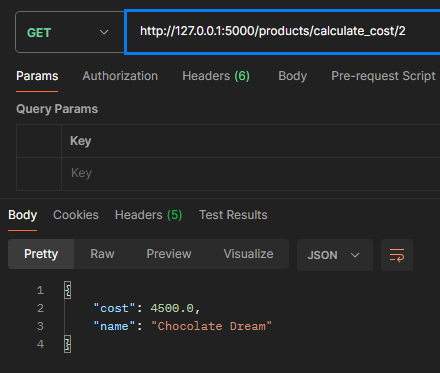 GET http://127.0.0.1:5000/products/calculate_cost/2
Params Authorization Headers (6) Body Pre-request Script
Query Params
Key
Key
Body Cookies Headers (5) Test Results
Pretty Raw Preview Visualize JSON
1 {
2 "cost": 4500.0,
3 "name": "Chocolate Dream"
4 }